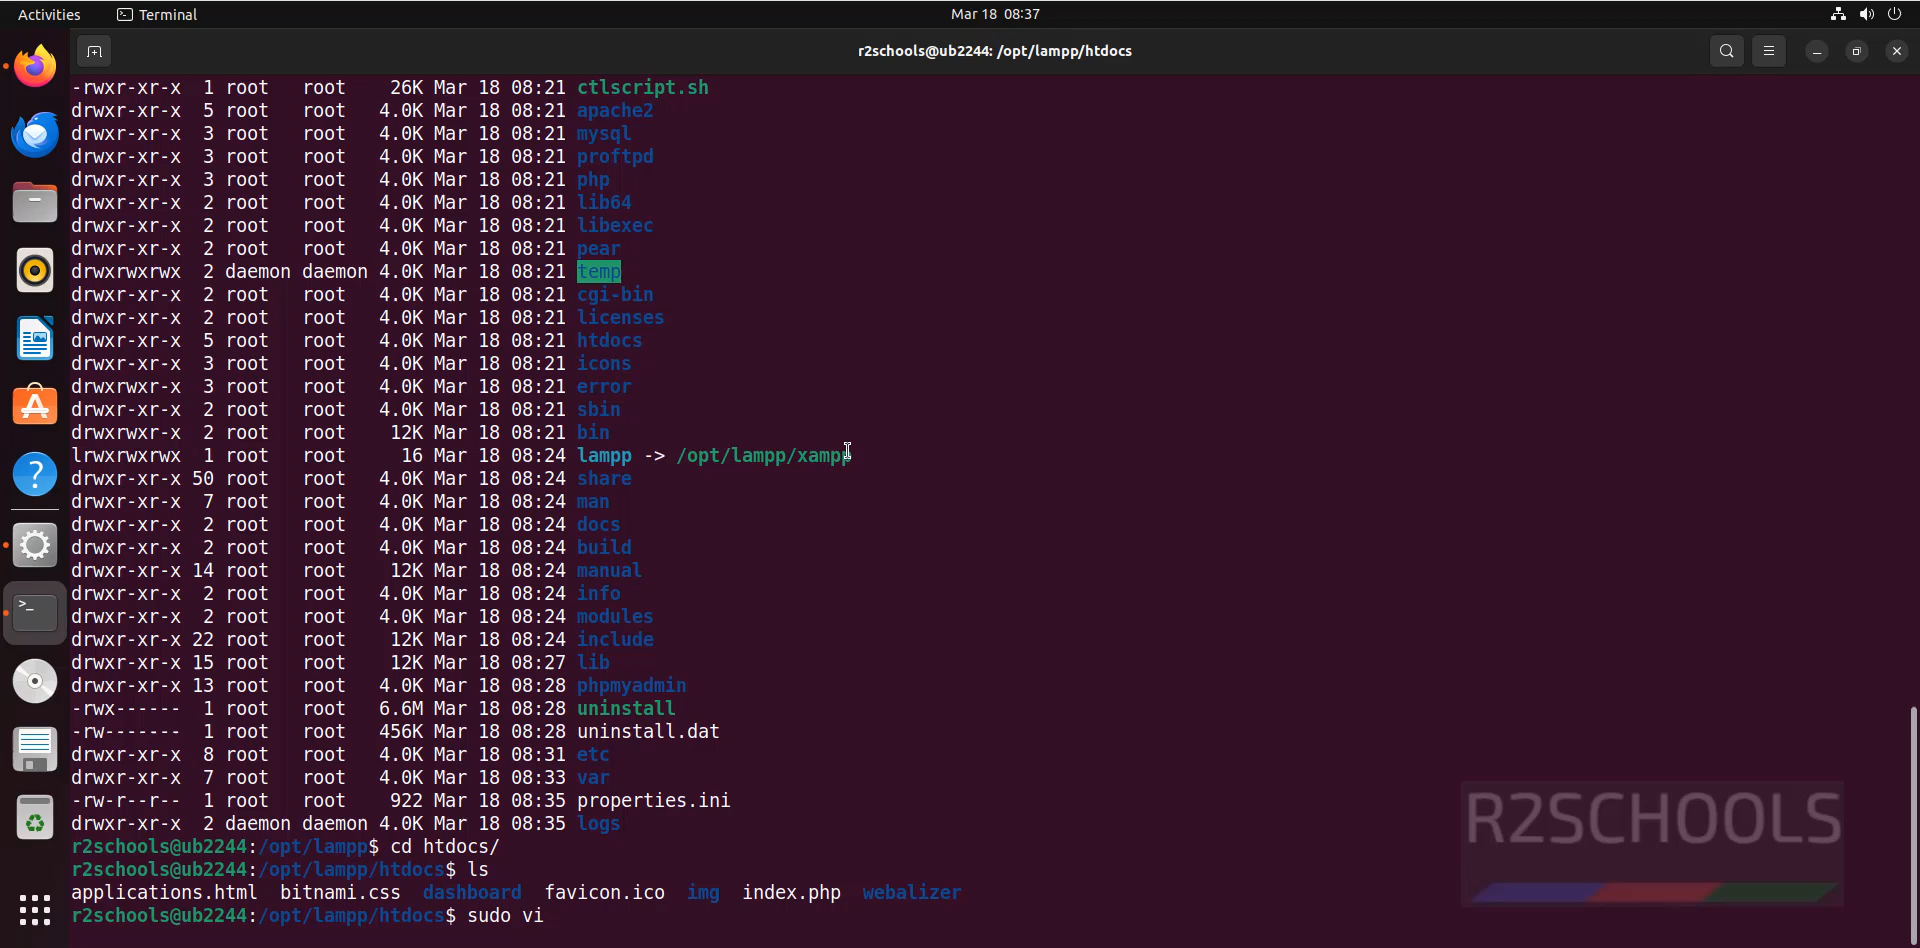 Activities Terminal Mar 18 08:37
r2schools@ub2244: /opt/lampp/htdocs
-rwxr-xr-x 1 root root 26K Mar 18 08:21 ctlscript.sh
drwxr-xr-x 5 root root 4.0K Mar 18 08:21 apache2
drwxr-xr-x 3 root root 4.0K Mar 18 08:21 mysql
drwxr-xr-x 3 root root 4.0K Mar 18 08:21 proftpd
drwxr-xr-x 3 root root 4.0K Mar 18 08:21 php
drwxr-xr-x 2 root root 4.0K Mar 18 08:21 lib64
drwxr-xr-x 2 root root 4.0K Mar 18 08:21 libexec
drwxr-xr-x 2 root root 4.0K Mar 18 08:21 pear
drwxrwxrwx 2 daemon daemon 4.0K Mar 18 08:21 temp
drwxr-xr-x 2 root root 4.0K Mar 18 08:21 cgi-bin
drwxr-xr-x 2 root root 4.0K Mar 18 08:21 licenses
drwxr-xr-x 5 root root 4.0K Mar 18 08:21 htdocs
drwxr-xr-x 3 root root 4.0K Mar 18 08:21 icons
drwxrwxr-x 3 root root 4.0K Mar 18 08:21 error
drwxr-xr-x 2 root root 4.0K Mar 18 08:21 sbin
drwxrwxr-x 2 root root 12K Mar 18 08:21 bin
lrwxrwxrwx 1 root root 16 Mar 18 08:24 lampp -> /opt/lampp/xampp
drwxr-xr-x 50 root root 4.0K Mar 18 08:24 share
drwxr-xr-x 7 root root 4.0K Mar 18 08:24 man
drwxr-xr-x 2 root root 4.0K Mar 18 08:24 docs
drwxr-xr-x 2 root root 4.0K Mar 18 08:24 build
drwxr-xr-x 14 root root 12K Mar 18 08:24 manual
drwxr-xr-x 2 root root 4.0K Mar 18 08:24 info
drwxr-xr-x 2 root root 4.0K Mar 18 08:24 modules
drwxr-xr-x 22 root root 12K Mar 18 08:24 include
drwxr-xr-x 15 root root 12K Mar 18 08:27 lib
drwxr-xr-x 13 root root 4.0K Mar 18 08:28 phpmyadmin
-rwx------ 1 root root 6.6M Mar 18 08:28 uninstall
-rw------- 1 root root 456K Mar 18 08:28 uninstall.dat
drwxr-xr-x 8 root root 4.0K Mar 18 08:31 etc
drwxr-xr-x 7 root root 4.0K Mar 18 08:33 var
-rw-r--r-- 1 root root 922 Mar 18 08:35 properties.ini
drwxr-xr-x 2 daemon daemon 4.0K Mar 18 08:35 logs
r2schools@ub2244:/opt/lampp$ cd htdocs/
r2schools@ub2244:/opt/lampp/htdocs$ ls
applications.html bitnami.css dashboard favicon.ico img index.php webalizer
r2schools@ub2244:/opt/lampp/htdocs$ sudo vi
R2SCHOOLS